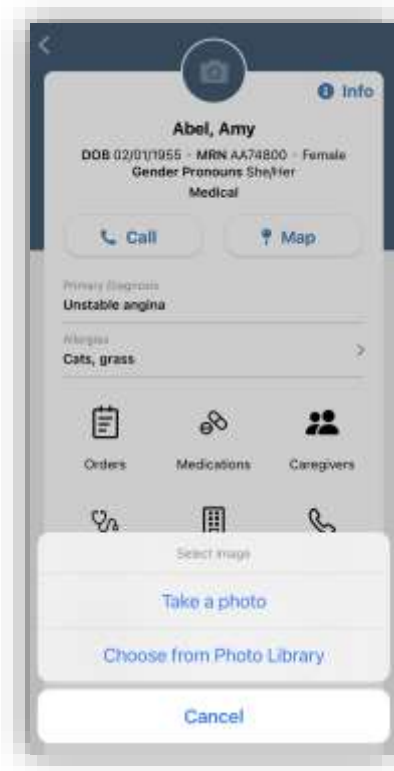 Info
Abel, Amy
DOB 02/01/1955 - MRN AA74800 - Female
Gender Pronouns She/Her
Medical
Call
Map
Primary Diagnosis
Unstable angina
Allergies
Cats, grass
Orders
Medications
Caregivers
Select image
Take a photo
Choose from Photo Library
Cancel